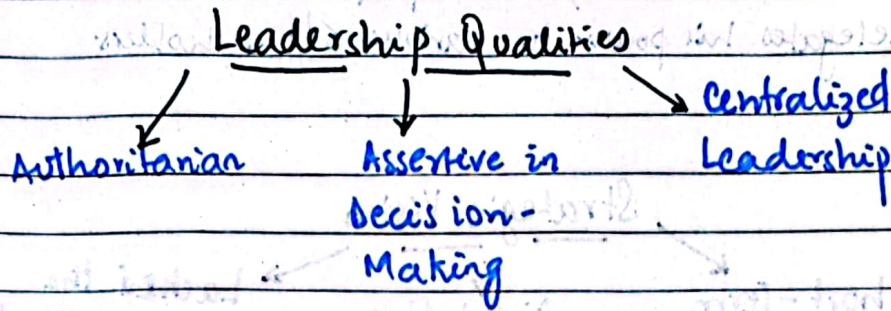 Leadership Qualities
Authoritarian
Assertive in
Decision-
Making
Centralized
Leadership